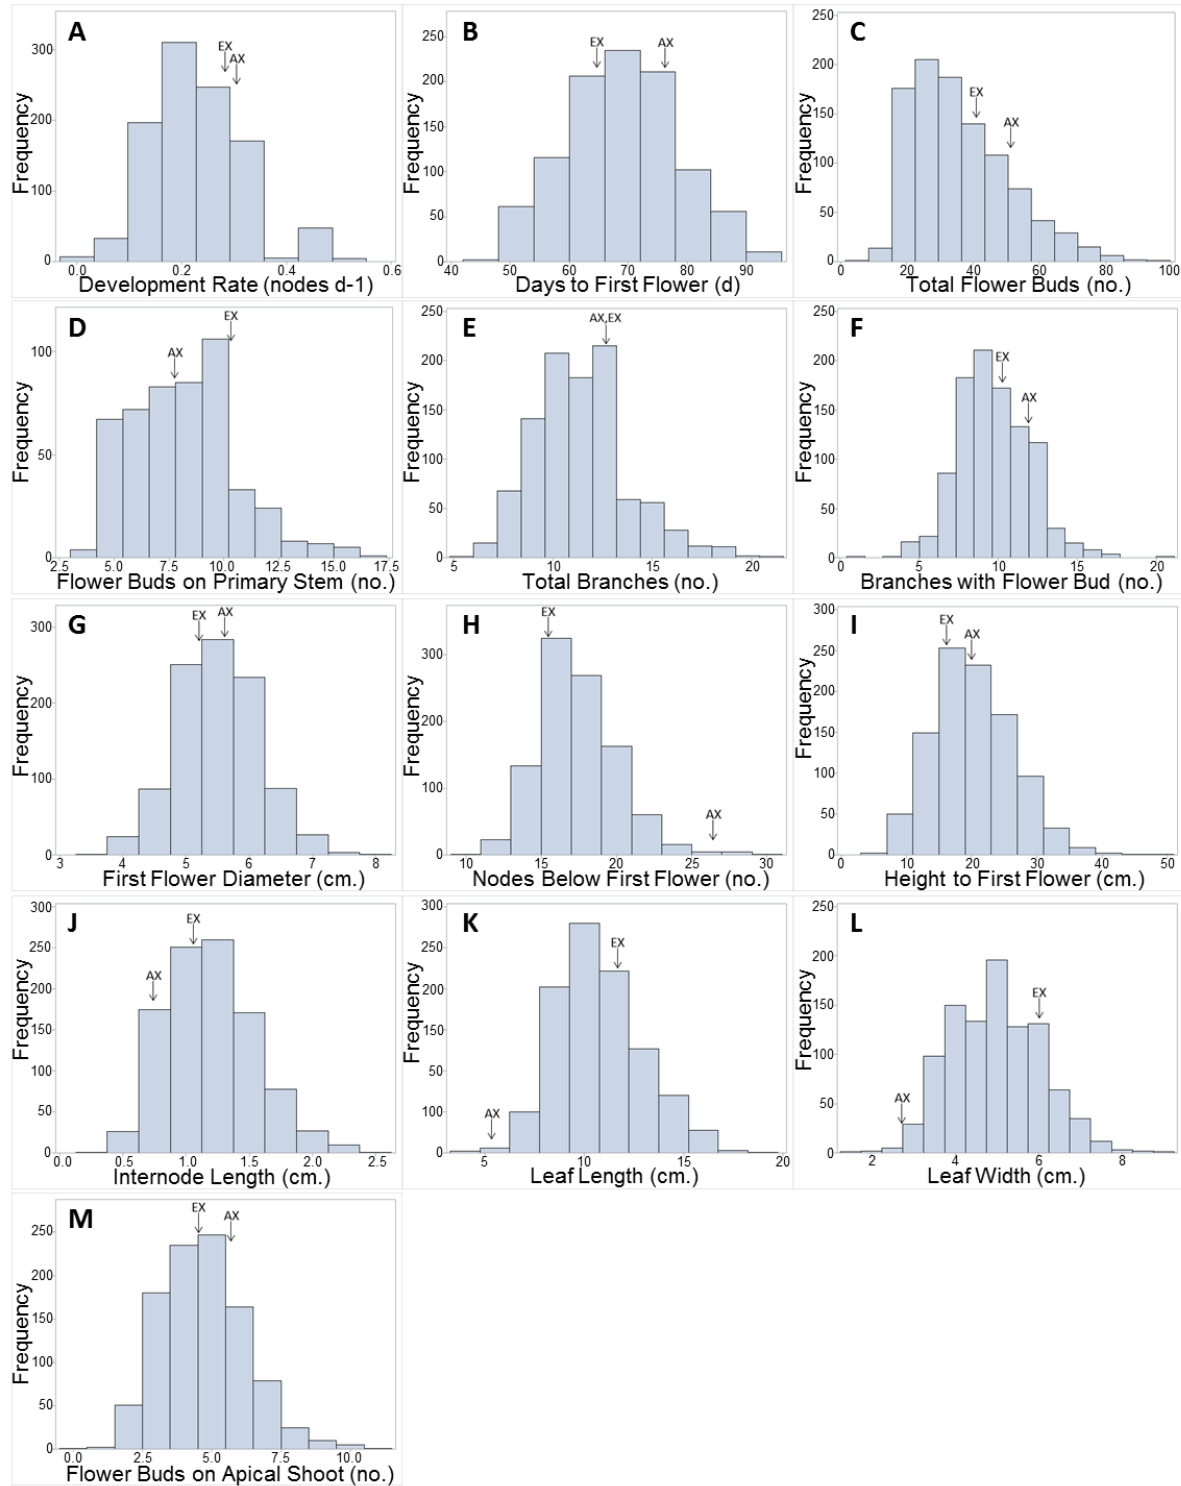 A
EX
AX
300
200
100
0
0.0 0.2 0.4 0.6
Frequency
Development Rate (nodes d-1)
B
EX AX
250
200
150
100
50
0
40 50 60 70 80 90
Frequency
Days to First Flower (d)
C
EX
AX
250
200
150
100
50
0
20 40 60 80 100
Frequency
Total Flower Buds (no.)
D
EX
AX
100
50
0
2.5 5.0 7.5 10.0 12.5 15.0 17.5
Frequency
Flower Buds on Primary Stem (no.)
E
AX,EX
250
200
150
100
50
0
5 10 15 20
Frequency
Total Branches (no.)
F
EX
AX
250
200
150
100
50
0
5 10 15 20
Frequency
Branches with Flower Bud (no.)
G
EX AX
300
200
100
0
3 4 5 6 7 8
Frequency
First Flower Diameter (cm.)
H
EX
AX
300
200
100
0
10 15 20 25 30
Frequency
Nodes Below First Flower (no.)
I
EX
AX
300
250
200
150
100
50
0
0 10 20 30 40 50
Frequency
Height to First Flower (cm.)
J
EX
AX
300
250
200
150
100
50
0
0.0 0.5 1.0 1.5 2.0 2.5
Frequency
Internode Length (cm.)
K
EX
AX
300
250
200
150
50
100
0
5 10 15 20
Frequency
Leaf Length (cm.)
L
EX
AX
250
200
150
100
50
0
2 4 6 8
Frequency
Leaf Width (cm.)
M
EX
AX
250
200
150
100
50
0
0.0 2.5 5.0 7.5 10.0
Frequency
Flower Buds on Apical Shoot (no.)